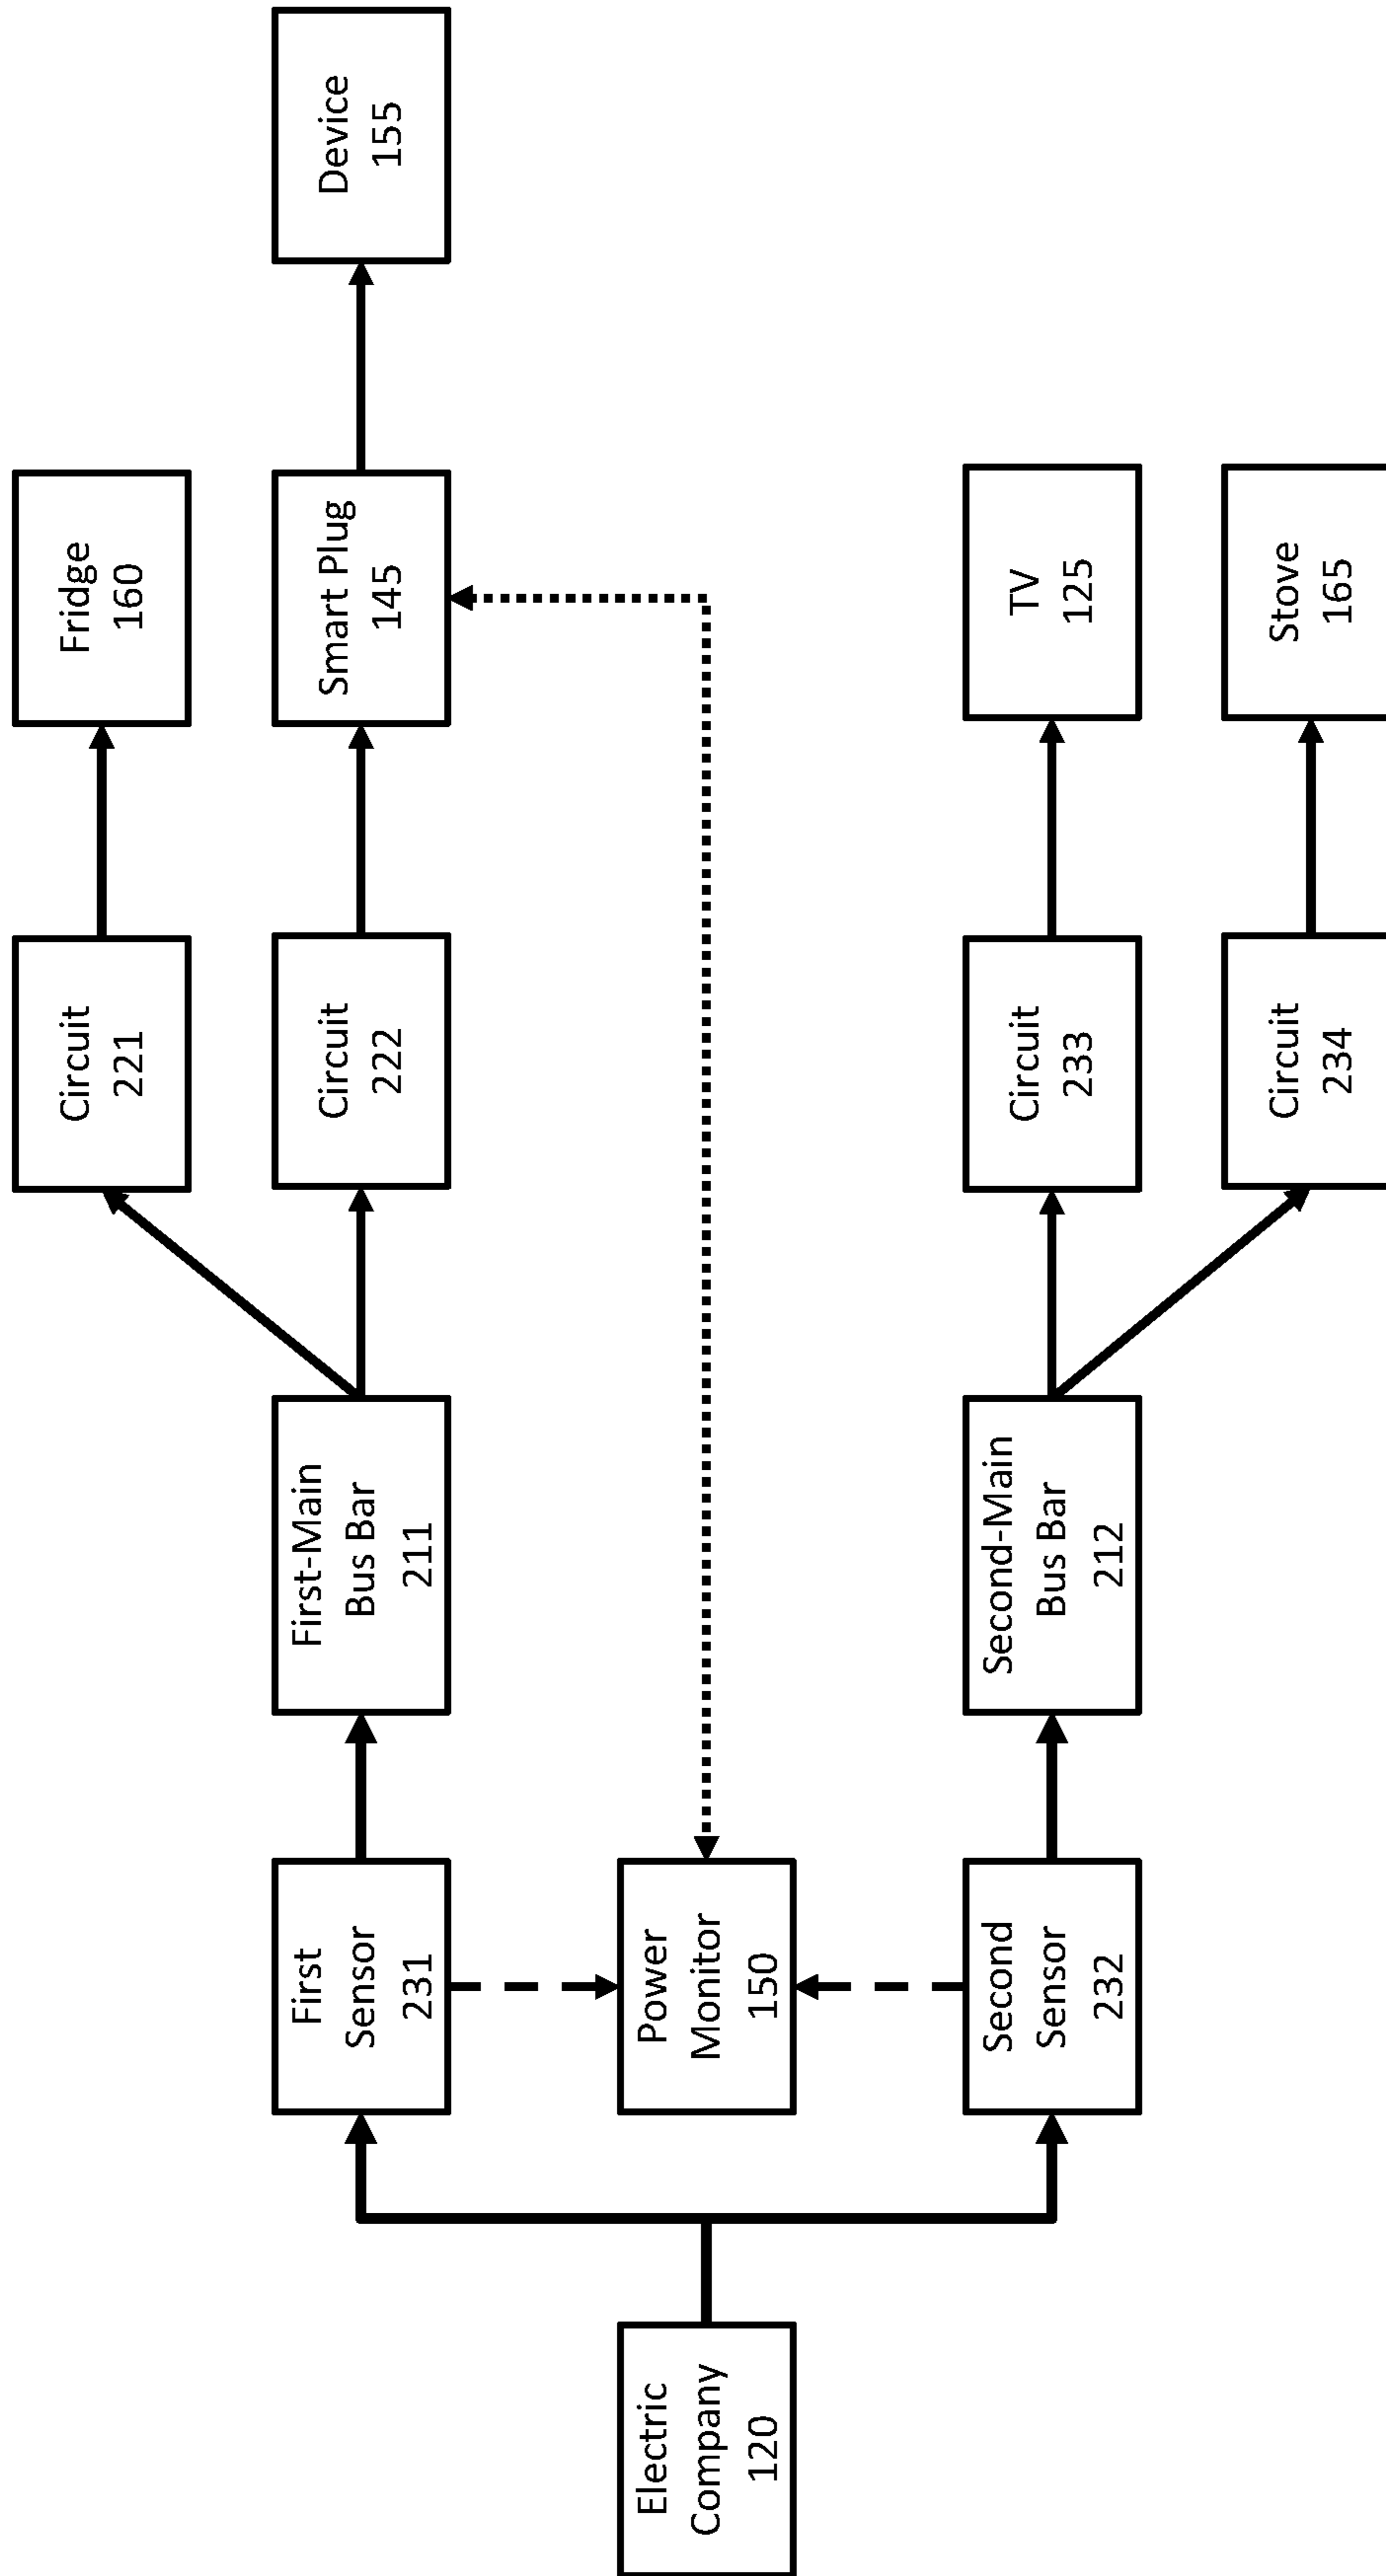 Fridge
160
Circuit
221
Device
155
Smart Plug
145
Circuit
222
First-Main
Bus Bar
211
First
Sensor
231
Power
Monitor
150
Electric
Company
120
Second
Sensor
232
Second-Main
Bus Bar
212
Circuit
233
TV
125
Circuit
234
Stove
165